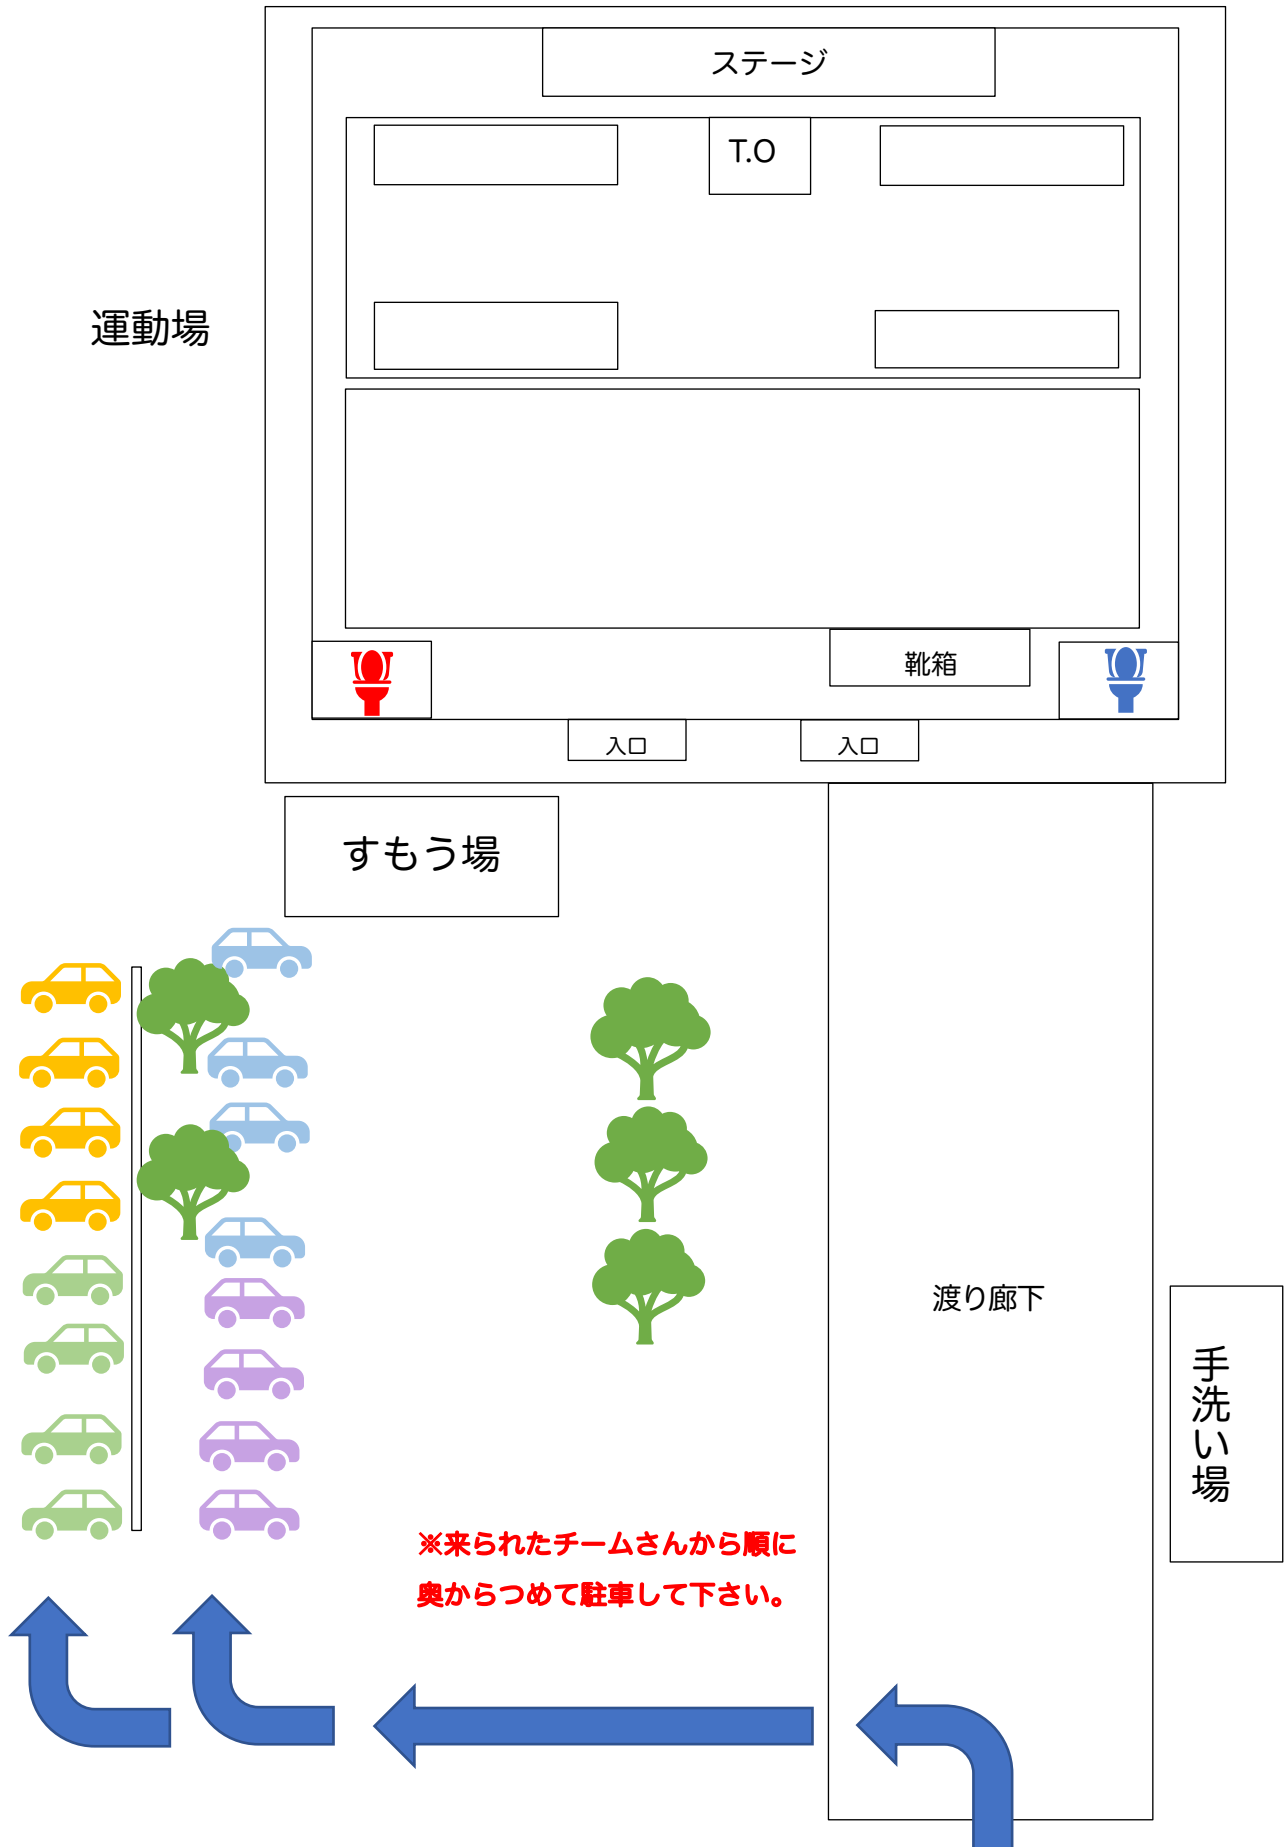 ステージ
T.O
運動場
靴箱
入口
入口
すもう場
渡り廊下
手洗い場
※来られたチームさんから順に
奥からつめて駐車して下さい。